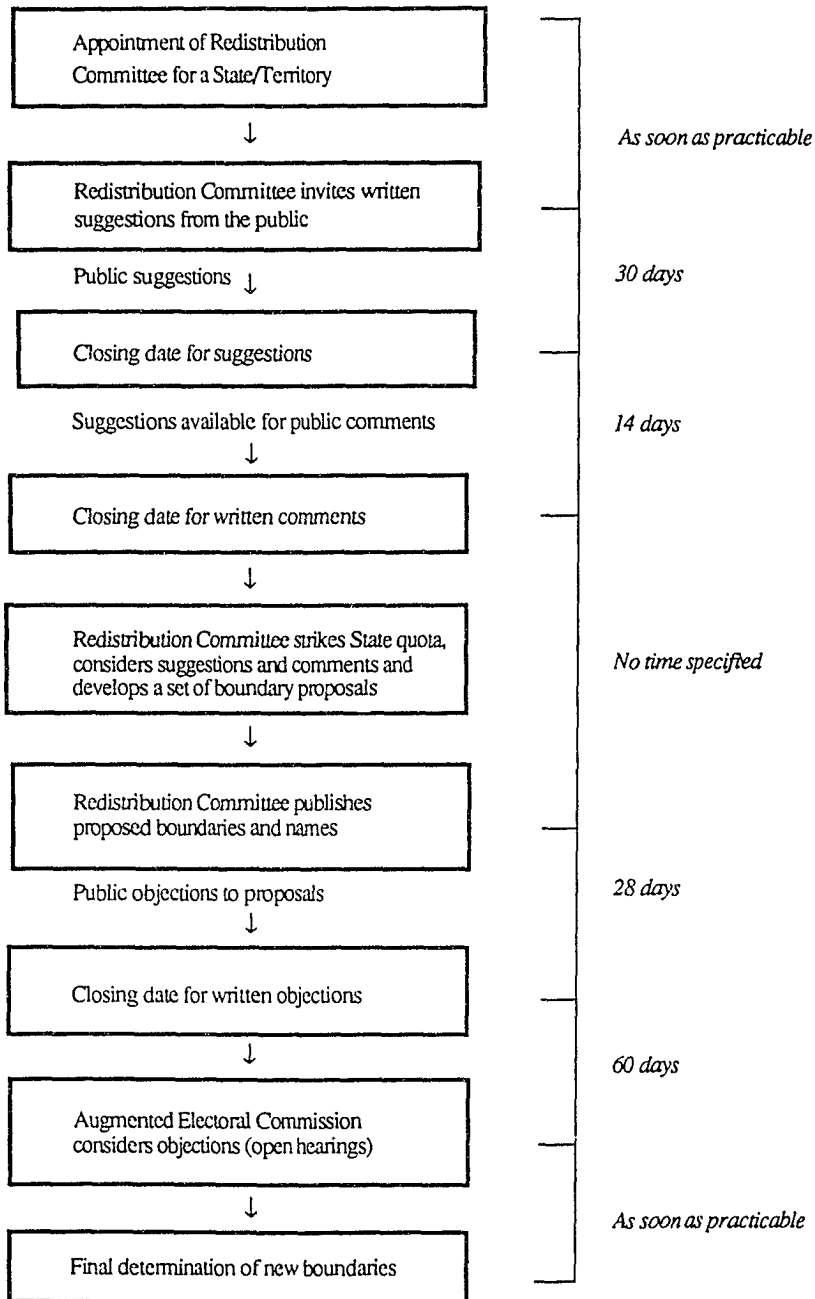 Appointment of Redistribution
Committee for a State/Territory
↓
As soon as practicable
Redistribution Committee invites written
suggestions from the public
Public suggestions ↓
30 days
Closing date for suggestions
Suggestions available for public comments
14 days
↓
Closing date for written comments
↓
Redistribution Committee strikes State quota,
considers suggestions and comments and
develops a set of boundary proposals
No time specified
↓
Redistribution Committee publishes
proposed boundaries and names
Public objections to proposals
28 days
↓
Closing date for written objections
↓
60 days
Augmented Electoral Commission
considers objections (open hearings)
↓
As soon as practicable
Final determination of new boundaries